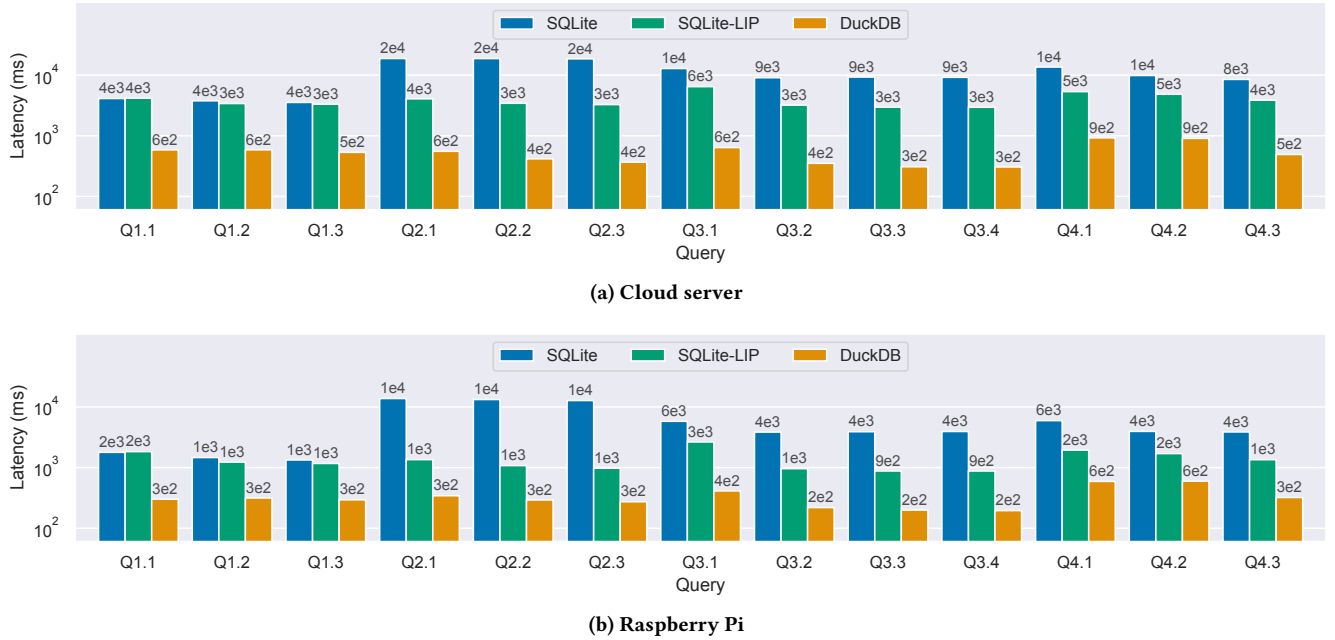 SQLite SQLite-LIP DuckDB
Latency (ms)
10^4
10^3
10^2
4e3 4e3 6e2 4e3 3e3 6e2 4e3 3e3 5e2 2e4 4e3 6e2 2e4 3e3 4e2 2e4 3e3 4e2 1e4 6e3 6e2 9e3 3e3 4e2 9e3 3e3 3e2 9e3 3e3 3e2 1e4 5e3 9e2 1e4 5e3 9e2 8e3 4e3 5e2
Q1.1 Q1.2 Q1.3 Q2.1 Q2.2 Q2.3 Q3.1 Q3.2 Q3.3 Q3.4 Q4.1 Q4.2 Q4.3
Query
(a) Cloud server
SQLite SQLite-LIP DuckDB
Latency (ms)
10^4
10^3
10^2
2e3 2e3 3e2 1e3 1e3 3e2 1e3 1e3 3e2 1e4 1e3 3e2 1e4 1e3 3e2 1e4 1e3 3e2 6e3 3e3 4e2 4e3 1e3 2e2 4e3 9e2 2e2 4e3 9e2 2e2 6e3 2e3 6e2 4e3 2e3 6e2 4e3 1e3 3e2
Q1.1 Q1.2 Q1.3 Q2.1 Q2.2 Q2.3 Q3.1 Q3.2 Q3.3 Q3.4 Q4.1 Q4.2 Q4.3
Query
(b) Raspberry Pi